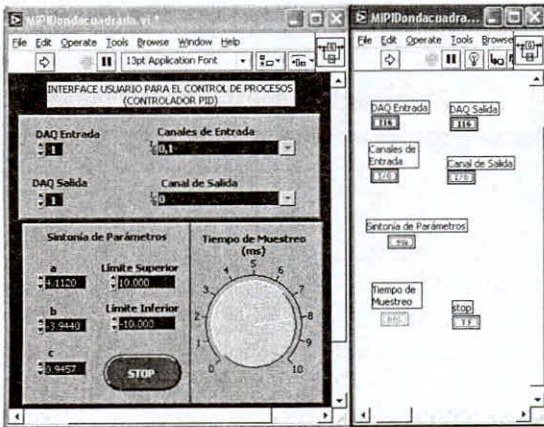 MiPIDondacuadrada.vi *
File Edit Operate Tools Browse Window Help
13pt Application Font
INTERFACE USUARIO PARA EL CONTROL DE PROCESOS
(CONTROLADOR PID)
DAQ Entrada
1
Canales de Entrada
0,1
DAQ Salida
1
Canal de Salida
0
Sintonía de Parámetros
a
4.1120
Límite Superior
10.000
b
-3.9440
Límite Inferior
-10.000
c
0.9457
STOP
Tiempo de Muestreo
(ms)
0 1 2 3 4 5 6 7 8 9 10
MiPIDondacuadra...
File Edit Operate Tools Browse
DAQ Entrada
I16
DAQ Salida
I16
Canales de
Entrada
I/O
Canal de Salida
I/O
Sintonía de Parámetros
Tiempo de
Muestreo
DBL
stop
TF